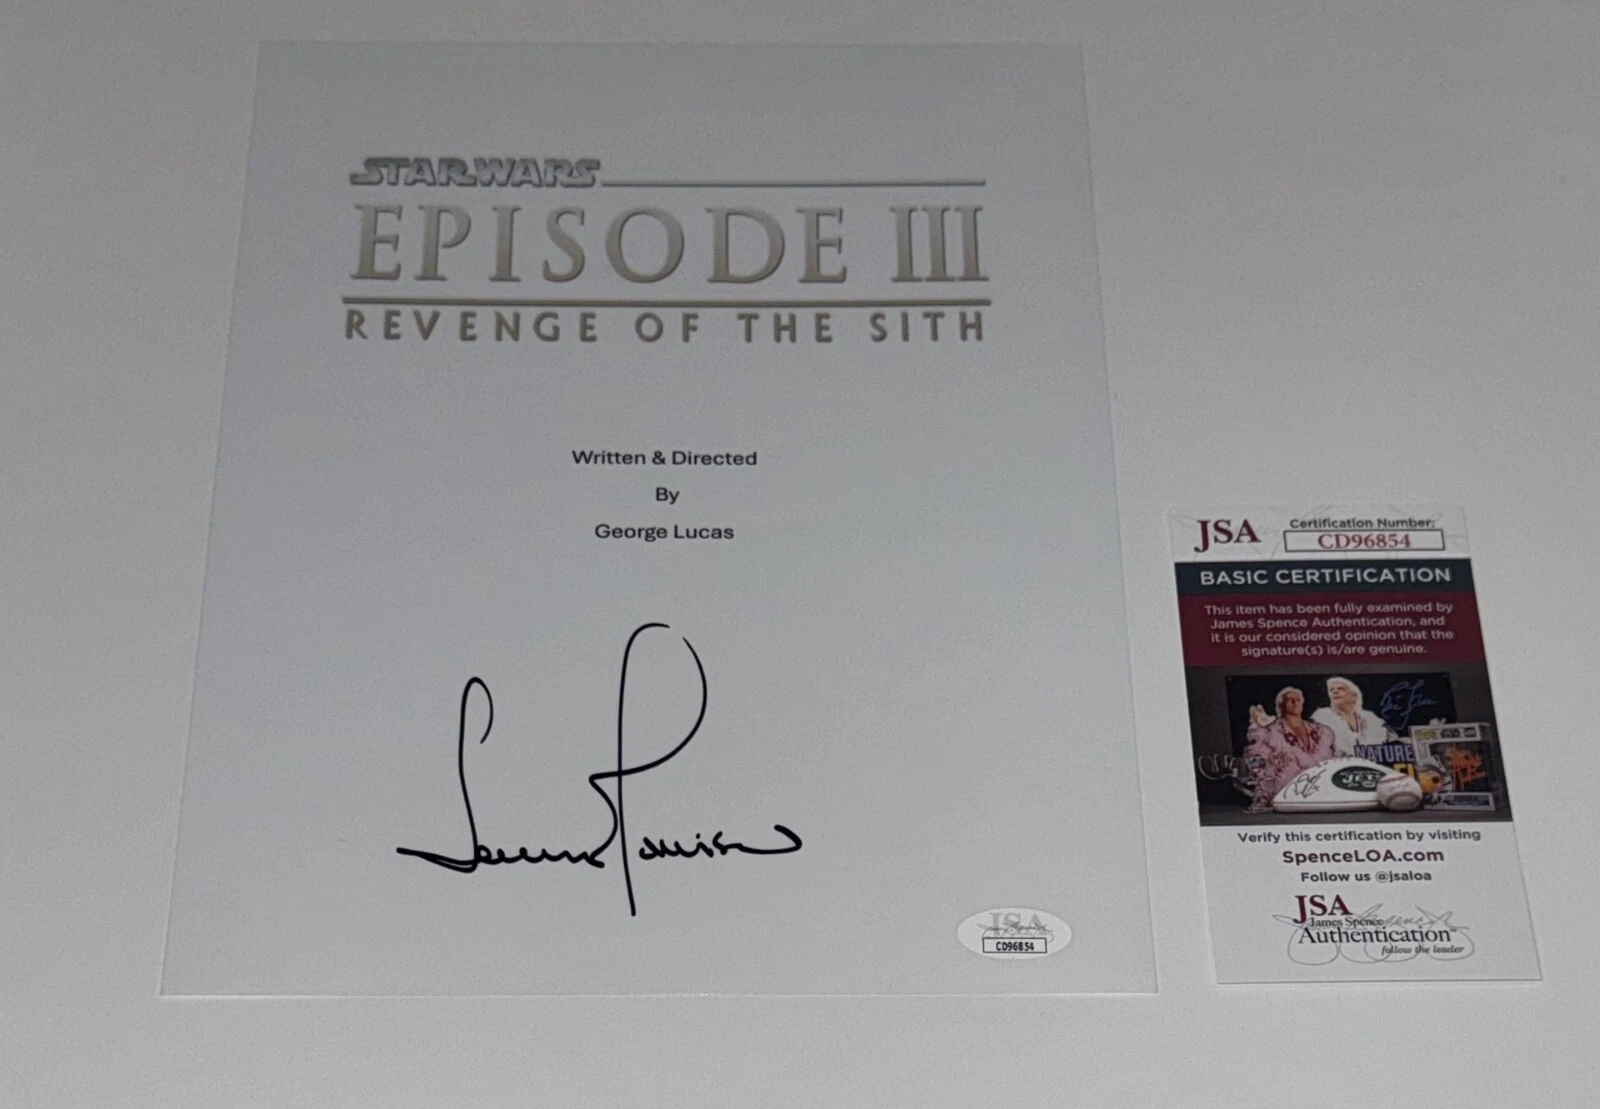 STAR WARS
EPISODE III
REVENGE OF THE SITH
Written & Directed
By
George Lucas
JSA
CD96854
JSA
Certification Number:
CD96854
BASIC CERTIFICATION
This item has been fully examined by
James Spence Authentication, and
it is our considered opinion that the
signature(s) is/are genuine.
NATURE
JETS
Verify this certification by visiting
SpenceLOA.com
Follow us @jsaloa
JSA
James Spence
Authentication™
follow the leader